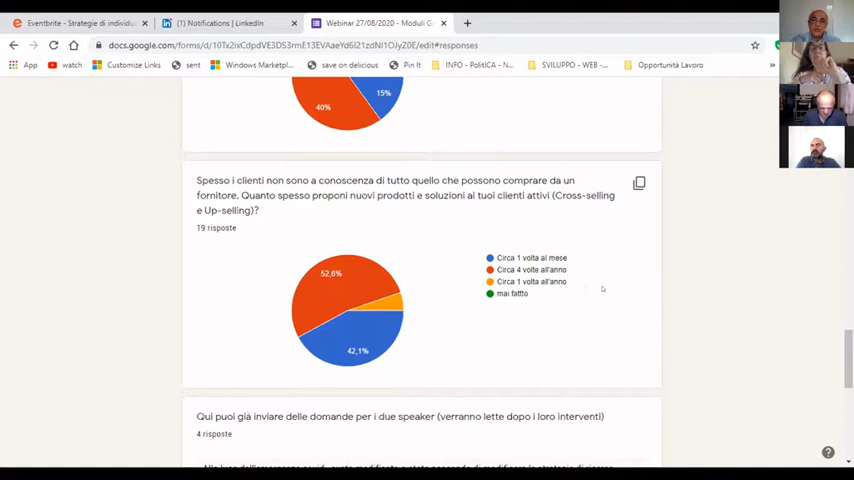 Eventbrite - Strategie di individua
(1) Notifications | LinkedIn
Webinar 27/08/2020 - Moduli G
docs.google.com/forms/d/10Tx2ixCdpdVE3DS3rmE13EVAaeYd6I21zdNI1OJyZ0E/edit#responses
App watch Customize Links sent Windows Marketpl... save on delicious Pin It INFO - PolitICA - N... SVILUPPO - WEB -... Opportunità Lavoro »
15%
40%
Spesso i clienti non sono a conoscenza di tutto quello che possono comprare da un
fornitore. Quanto spesso proponi nuovi prodotti e soluzioni ai tuoi clienti attivi (Cross-selling
e Up-selling)?
19 risposte
52,6%
42,1%
Circa 1 volta al mese
Circa 4 volte all'anno
Circa 1 volta all'anno
mai fattto
Qui puoi già inviare delle domande per i due speaker (verranno lette dopo i loro interventi)
4 risposte